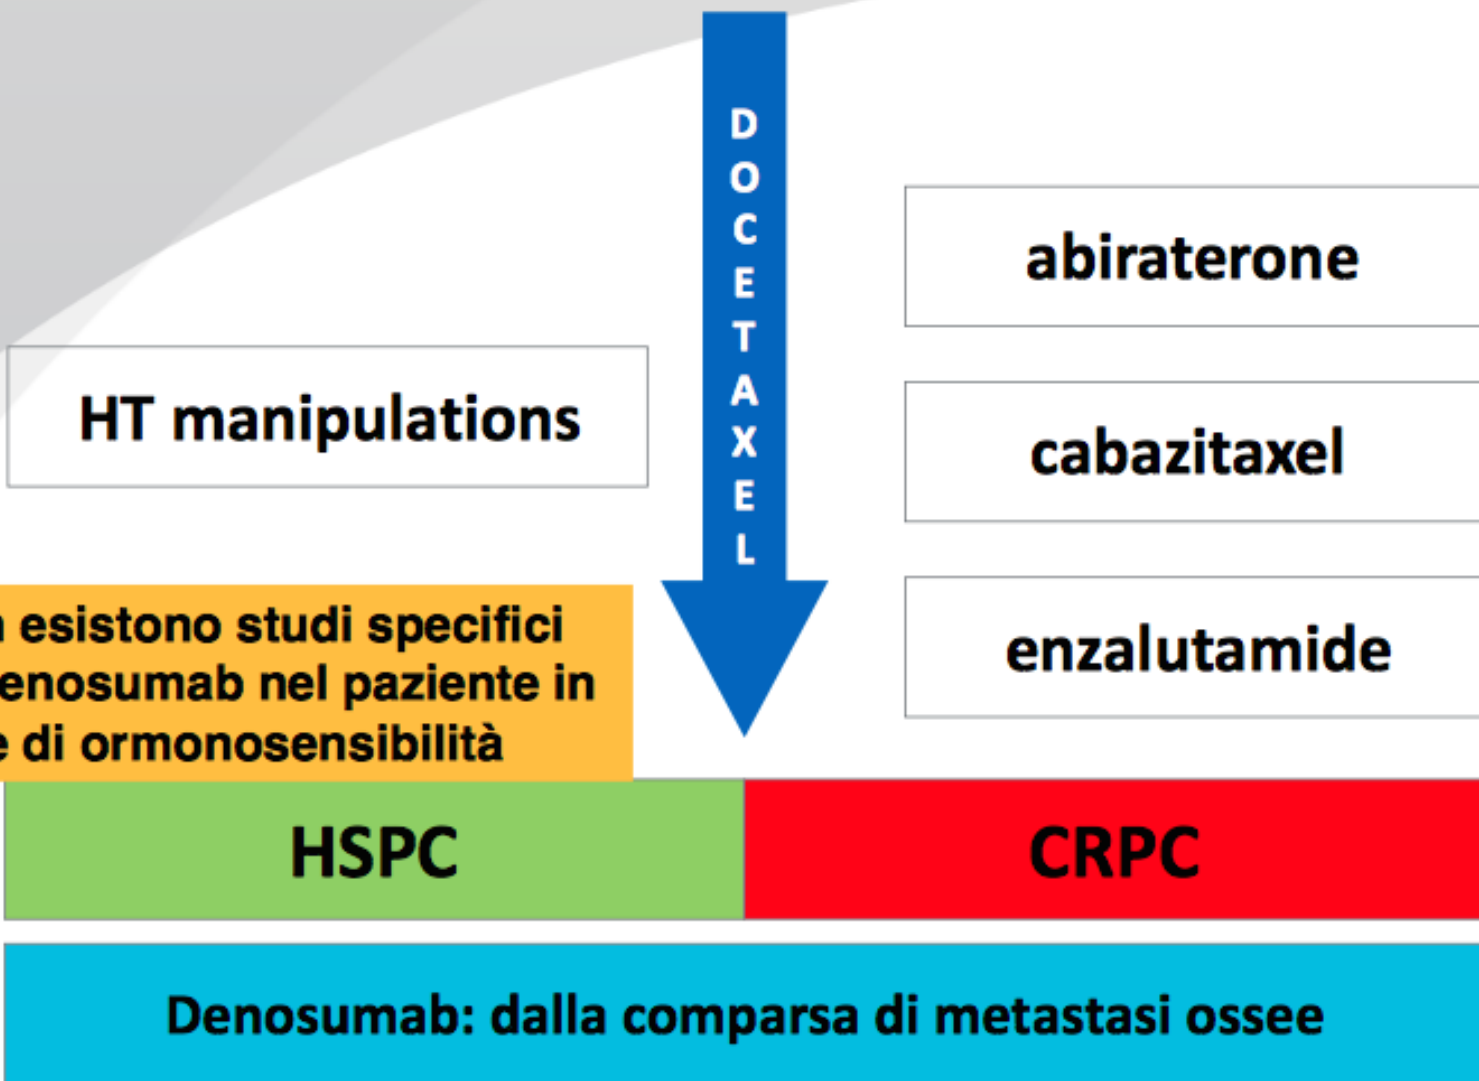 DOCETAXEL
abiraterone
HT manipulations
cabazitaxel
enzalutamide
esistono studi specifici
enosumab nel paziente in
di ormonosensibilità
HSPC
CRPC
Denosumab: dalla comparsa di metastasi ossee